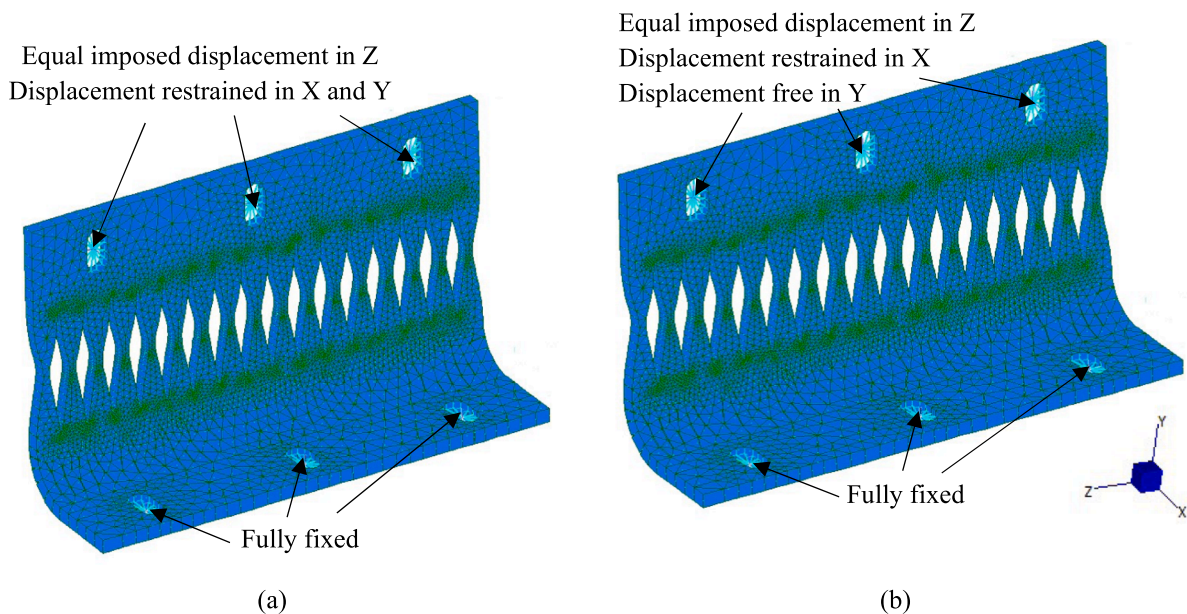 Equal imposed displacement in Z
Displacement restrained in X and Y
Fully fixed
(a)
Equal imposed displacement in Z
Displacement restrained in X
Displacement free in Y
Fully fixed
Y
Z
X
(b)